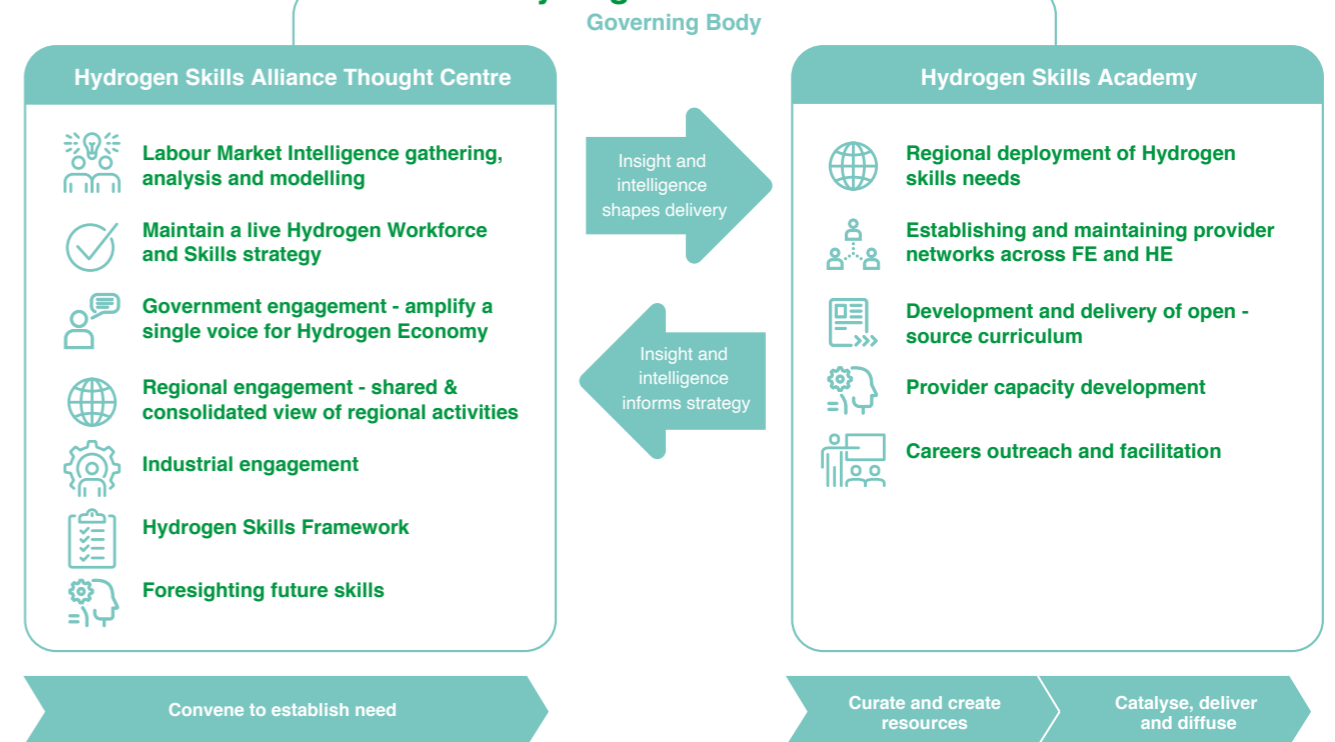 Governing Body
Hydrogen Skills Alliance Thought Centre
Labour Market Intelligence gathering,
analysis and modelling
Maintain a live Hydrogen Workforce
and Skills strategy
Government engagement - amplify a
single voice for Hydrogen Economy
Regional engagement - shared &
consolidated view of regional activities
Industrial engagement
Hydrogen Skills Framework
Foresighting future skills
Convene to establish need
Insight and
intelligence
shapes delivery
Insight and
intelligence
informs strategy
Hydrogen Skills Academy
Regional deployment of Hydrogen
skills needs
Establishing and maintaining provider
networks across FE and HE
Development and delivery of open -
source curriculum
Provider capacity development
Careers outreach and facilitation
Curate and create
resources
Catalyse, deliver
and diffuse